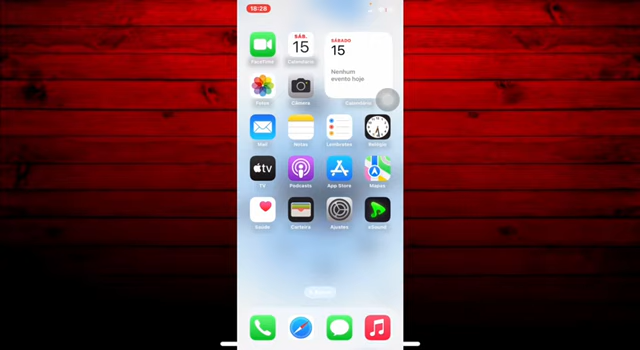 18:28
SÁB.
15
SÁBADO
15
Nenhum
evento hoje
FaceTime
Calendário
Fotos
Câmera
Calendário
Mail
Notas
Lembretes
Relógio
tv
TV
Podcasts
App Store
Mapas
Saúde
Carteira
Ajustes
eSound